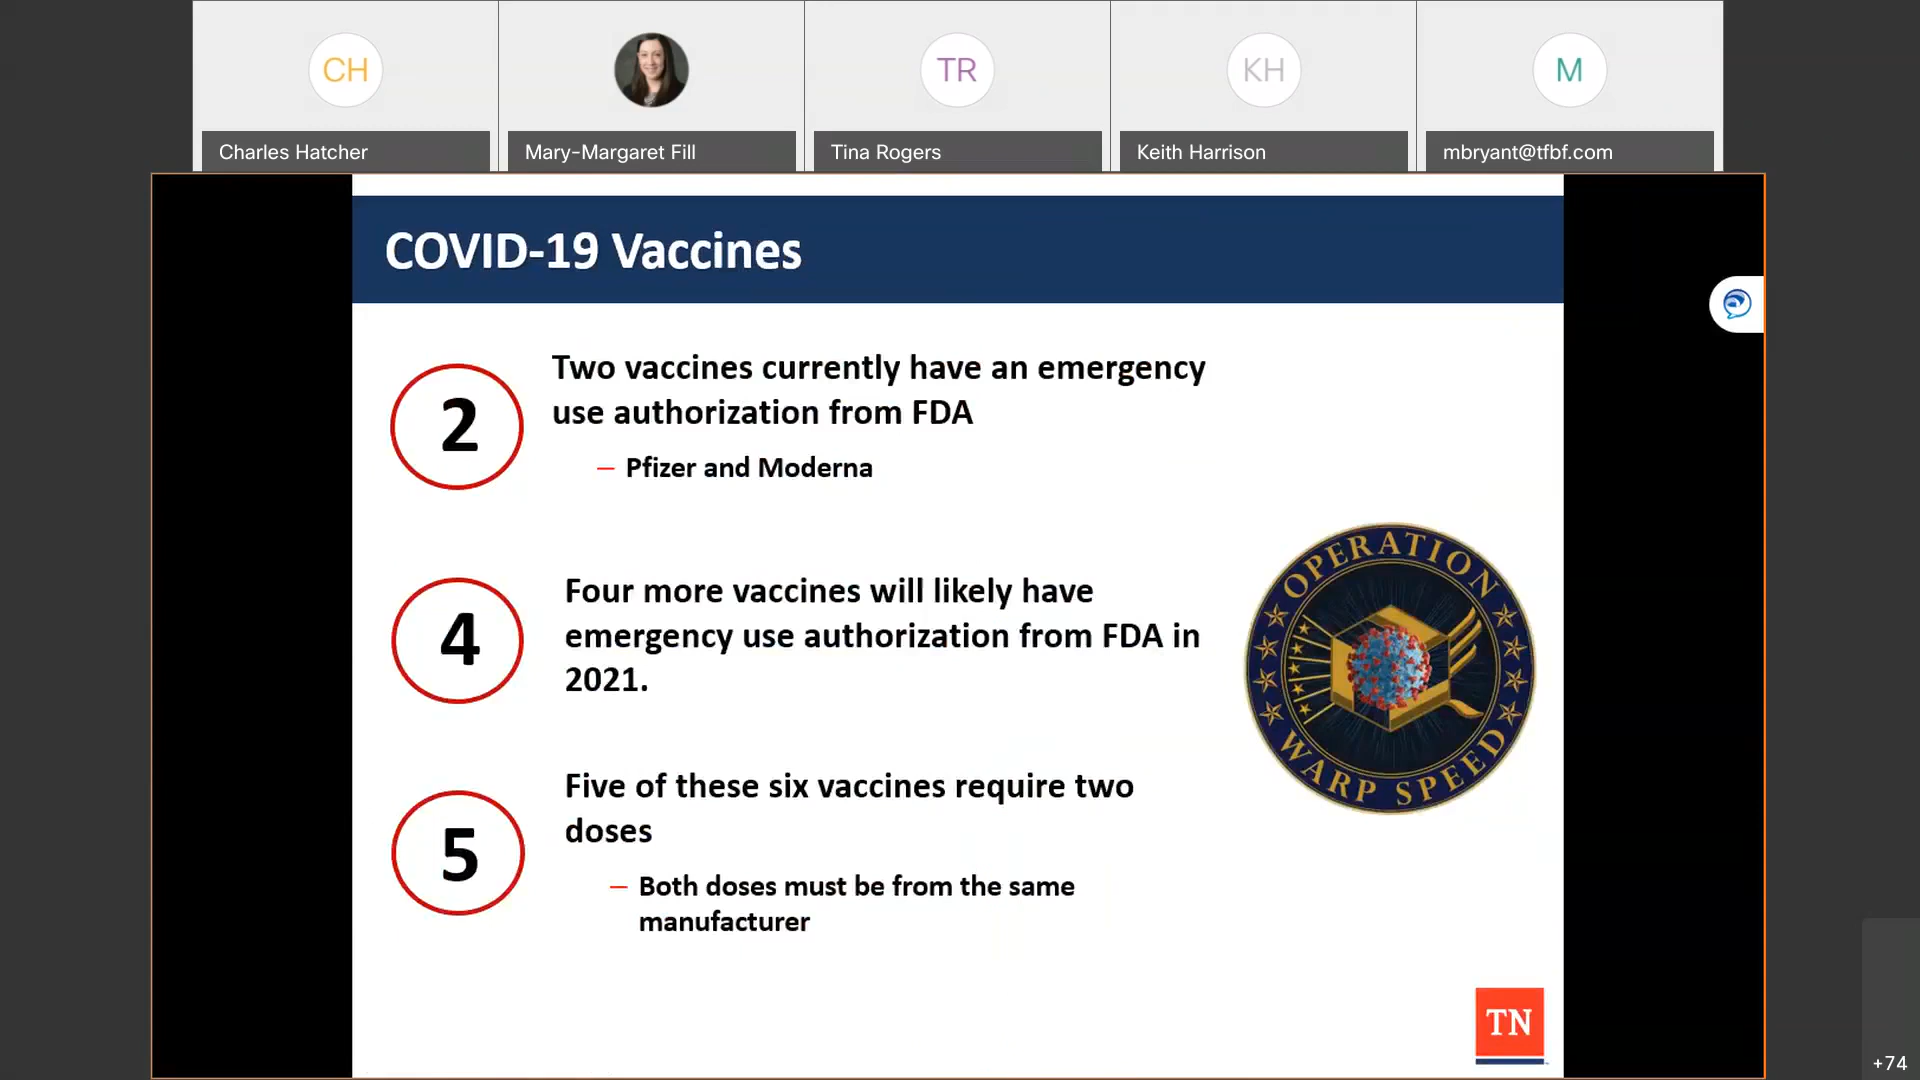 CH
TR
KH
M
Charles Hatcher
Mary-Margaret Fill
Tina Rogers
Keith Harrison
mbryant@tfbf.com
COVID-19 Vaccines
2
Two vaccines currently have an emergency
use authorization from FDA
– Pfizer and Moderna
4
Four more vaccines will likely have
emergency use authorization from FDA in
2021.
5
Five of these six vaccines require two
doses
– Both doses must be from the same
manufacturer
OPERATION
WARP SPEED
TN
+74